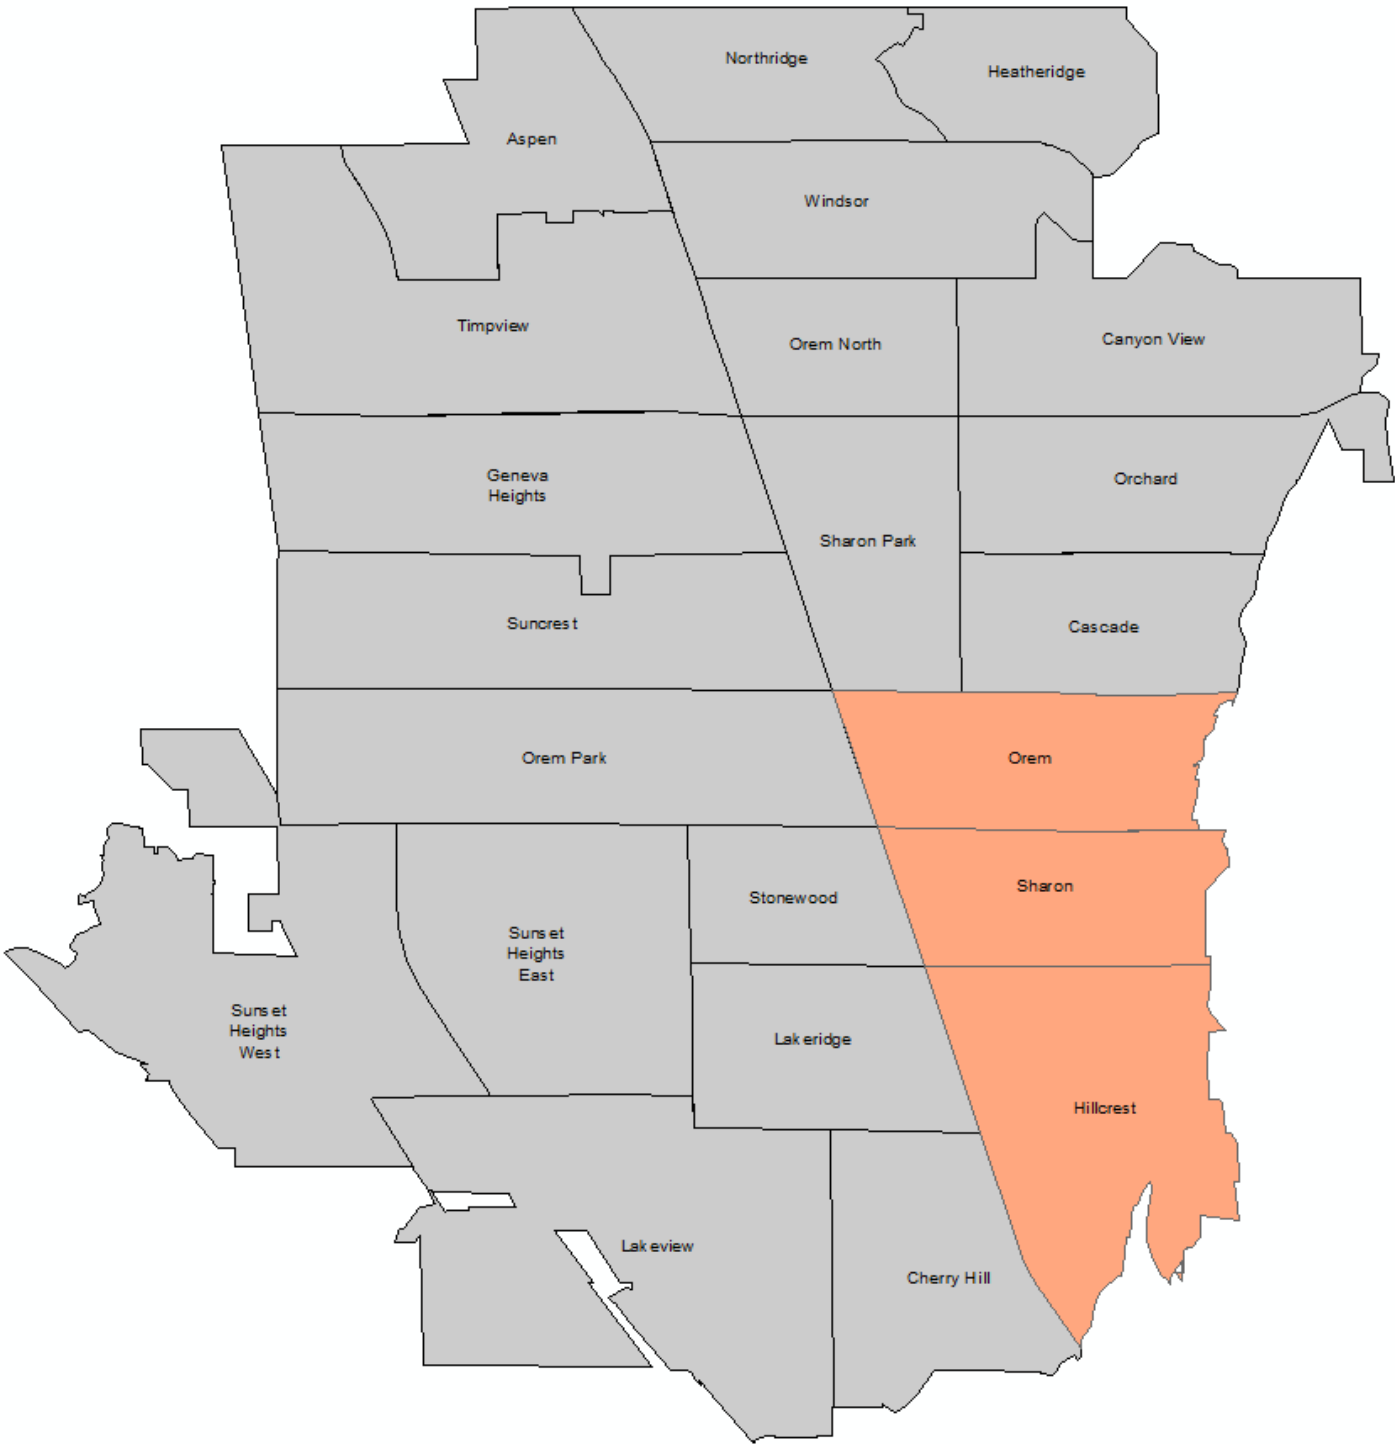 Northridge
Heatheridge
Aspen
Windsor
Timpview
Orem North
Canyon View
Geneva
Heights
Orchard
Sharon Park
Suncrest
Cascade
Orem Park
Orem
Sharon
Stonewood
Sunset
Heights
East
Sunset
Heights
West
Lakeridge
Hillcrest
Lakeview
Cherry Hill